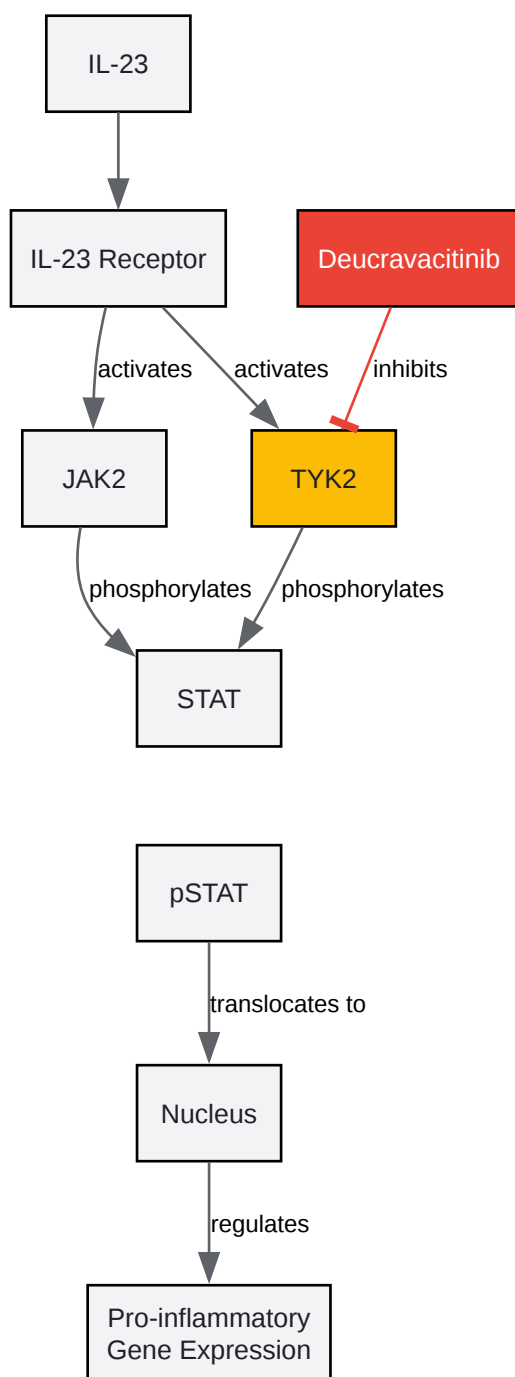 IL-23
IL-23 Receptor
Deucravacitinib
activates
activates
inhibits
JAK2
TYK2
phosphorylates
phosphorylates
STAT
pSTAT
translocates to
Nucleus
regulates
Pro-inflammatory
Gene Expression